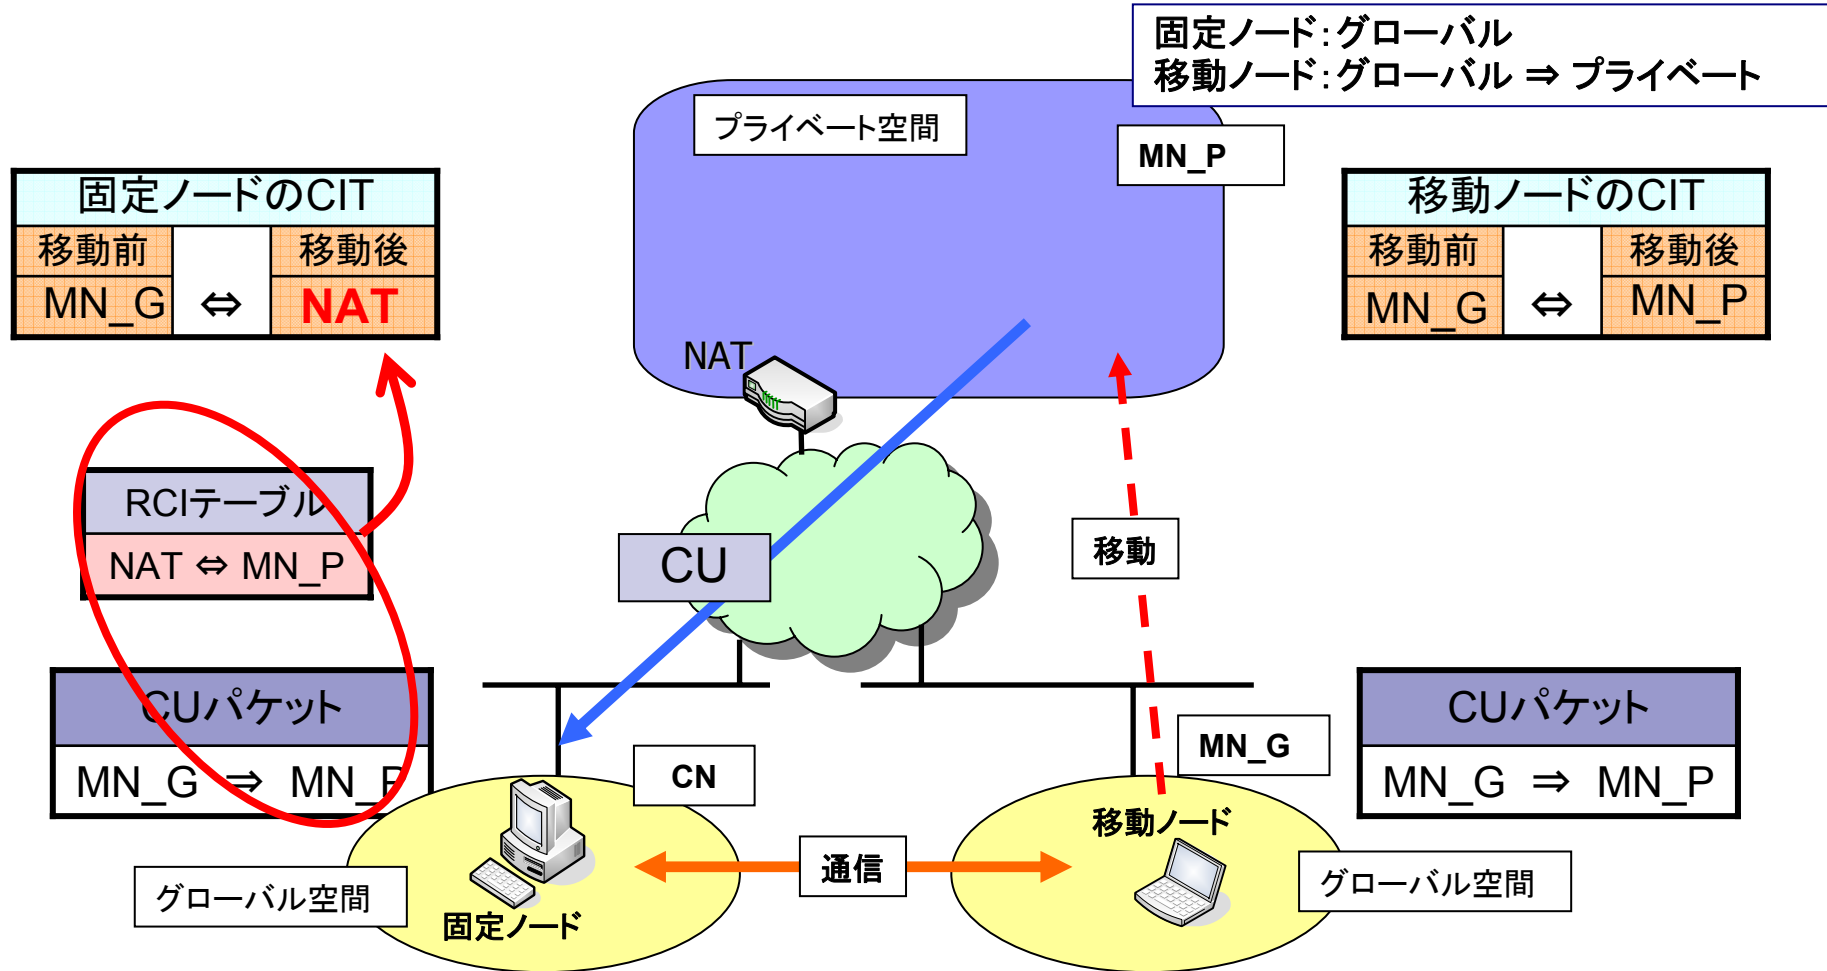 固定ノード：グローバル
移動ノード：グローバル ⇒ プライベート
プライベート空間
MN_P
固定ノードのCIT
移動前 移動後
MN_G ⇔ NAT
移動ノードのCIT
移動前 移動後
MN_G ⇔ MN_P
NAT
RCIテーブル
NAT ⇔ MN_P
CU
移動
CUパケット
MN_G ⇒ MN_P
CN
MN_G
CUパケット
MN_G ⇒ MN_P
移動ノード
通信
グローバル空間
固定ノード
グローバル空間